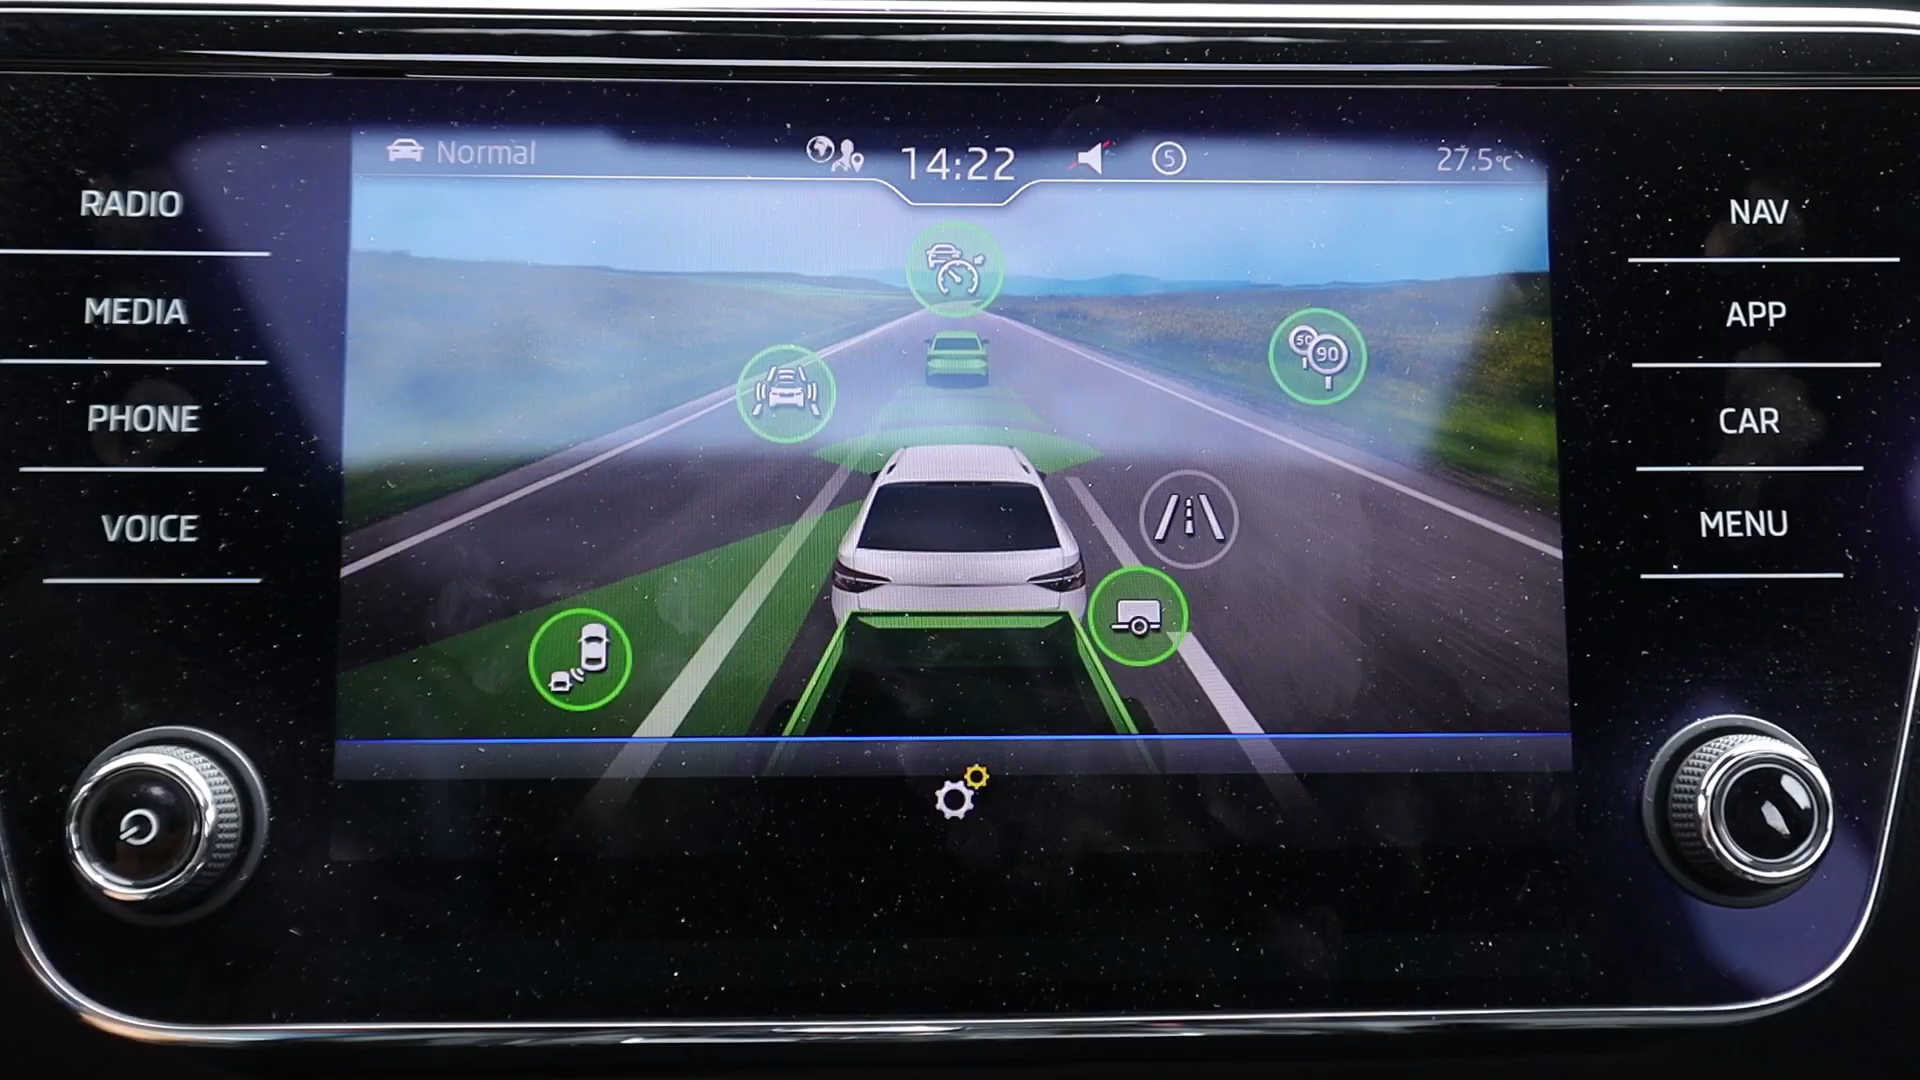 Normal
14:22
5
27.5°C
RADIO
MEDIA
PHONE
VOICE
NAV
APP
CAR
MENU
50
90